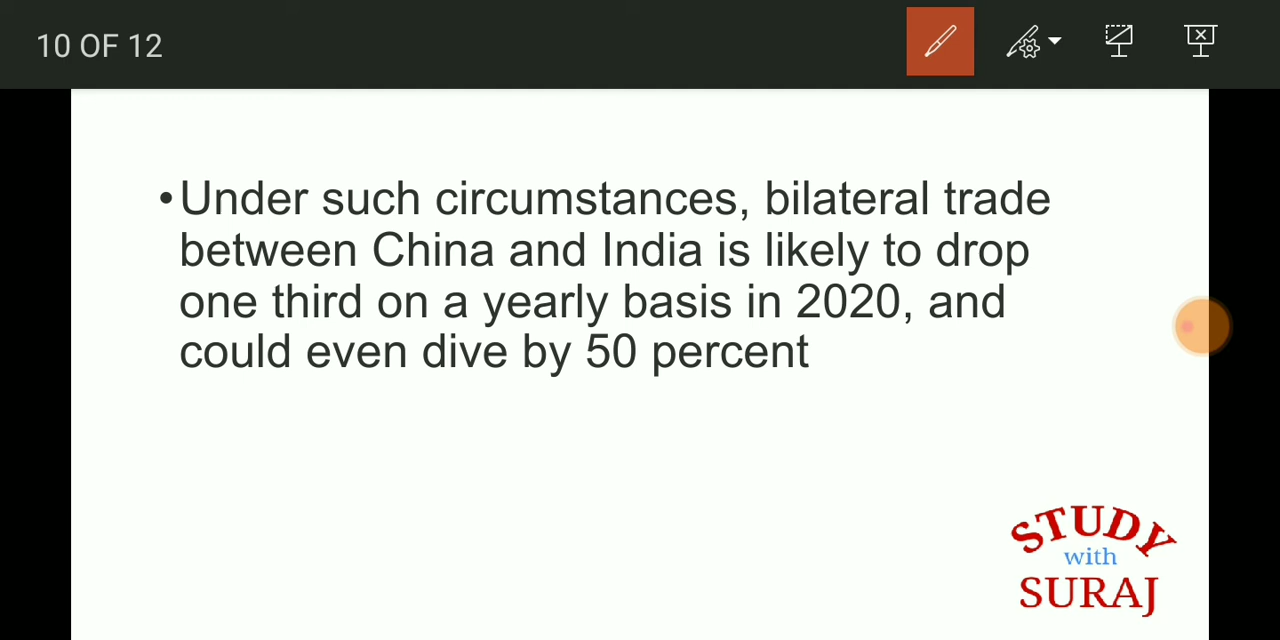 10 OF 12
•Under such circumstances, bilateral trade
between China and India is likely to drop
one third on a yearly basis in 2020, and
could even dive by 50 percent
STUDY
with
SURAJ